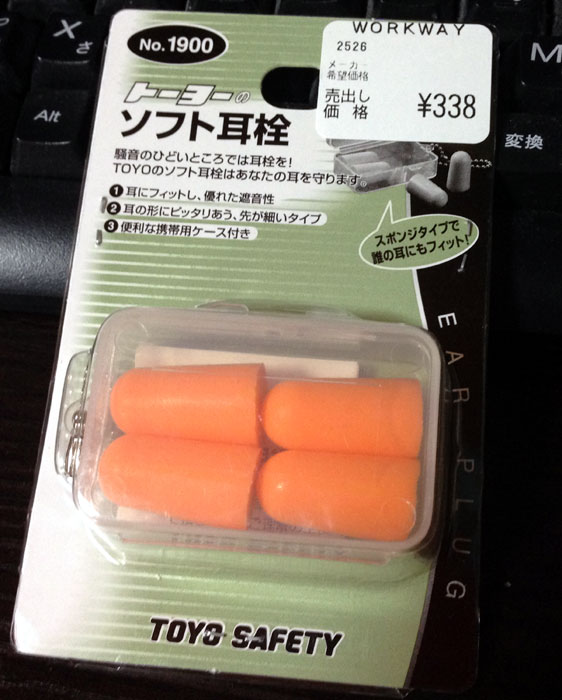 No.1900
WORKWAY
2526
メーカー
希望価格
売出し
価格
¥338
トーヨーの
ソフト耳栓
騒音のひどいところでは耳栓を!
TOYOのソフト耳栓はあなたの耳を守ります。
1 耳にフィットし、優れた遮音性
2 耳の形にピッタリあう、先が細いタイプ
3 便利な携帯用ケース付き
スポンジタイプで
誰の耳にもフィット!
EAR PLUG
TOYO SAFETY
X
さ
Alt
M
変換